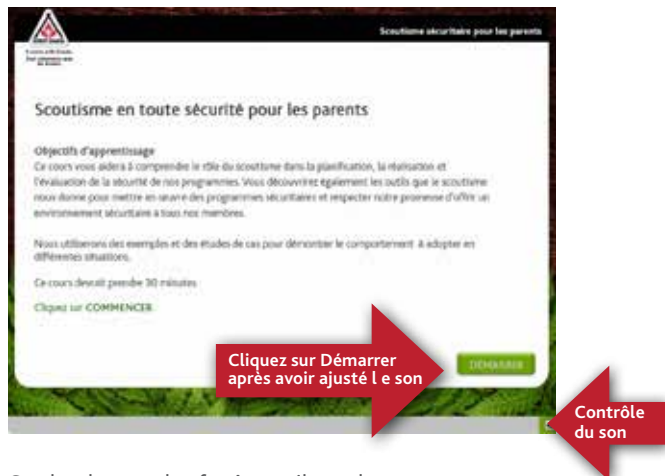 Scoutisme sécuritaire pour les parents
Scoutisme en toute sécurité pour les parents
Objectifs d'apprentissage
Ce cours vous aidera à comprendre le rôle du scoutisme dans la planification, la réalisation et
l'évaluation de la sécurité de nos programmes. Vous découvrirez également les outils que le scoutisme
nous donne pour mettre en œuvre des programmes sécuritaires et respecter notre promesse d'offrir un
environnement sécuritaire à tous nos membres.
Nous utiliserons des exemples et des études de cas pour démontrer le comportement à adopter en
différentes situations.
Ce cours devrait prendre 30 minutes
Cliquez sur COMMENCER
Cliquez sur Démarrer
après avoir ajusté l e son
DÉMARRER
Contrôle
du son